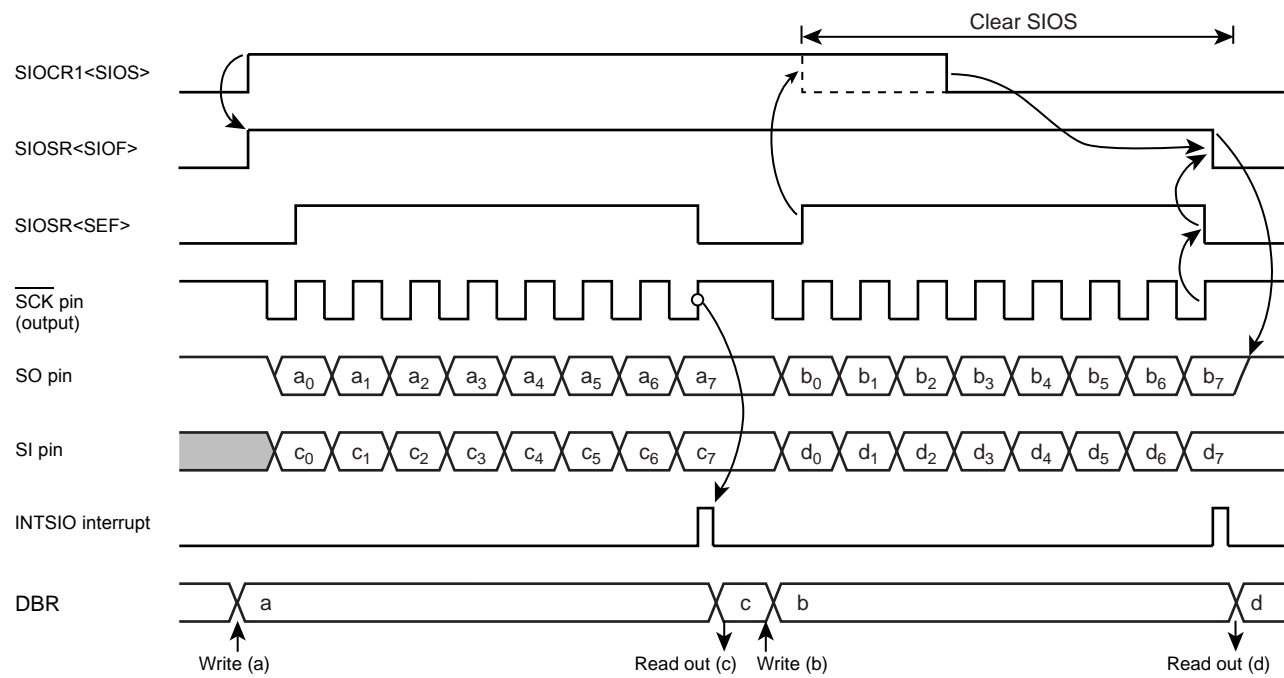 Clear SIOS
SIOCR1<SIOS>
SIOSR<SIOF>
SIOSR<SEF>
SCK pin
(output)
SO pin
a0 a1 a2 a3 a4 a5 a6 a7 b0 b1 b2 b3 b4 b5 b6 b7
SI pin
c0 c1 c2 c3 c4 c5 c6 c7 d0 d1 d2 d3 d4 d5 d6 d7
INTSIO interrupt
DBR
a c b d
Write (a) Read out (c) Write (b) Read out (d)